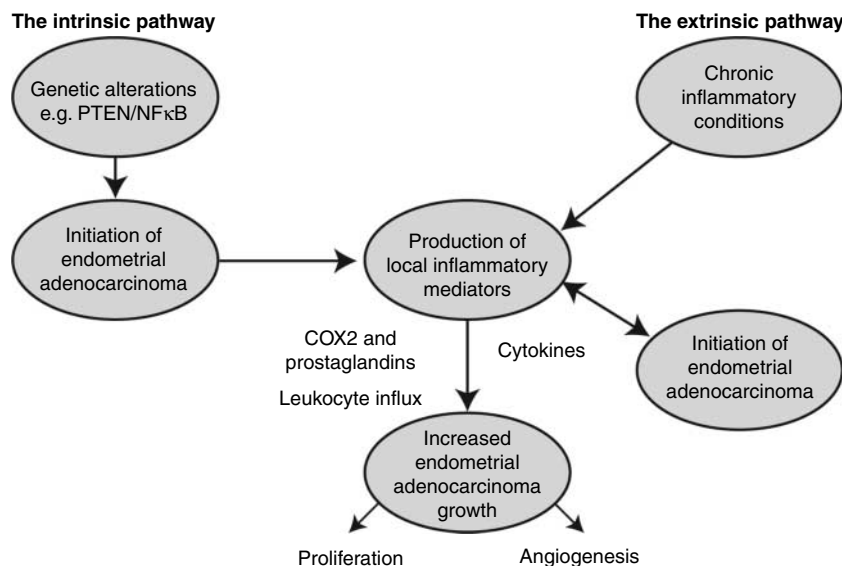 The intrinsic pathway
The extrinsic pathway
Genetic alterations
e.g. PTEN/NFκB
Chronic
inflammatory
conditions
Initiation of
endometrial
adenocarcinoma
Production of
local inflammatory
mediators
COX2 and
prostaglandins
Leukocyte influx
Cytokines
Initiation of
endometrial
adenocarcinoma
Increased
endometrial
adenocarcinoma
growth
Proliferation
Angiogenesis